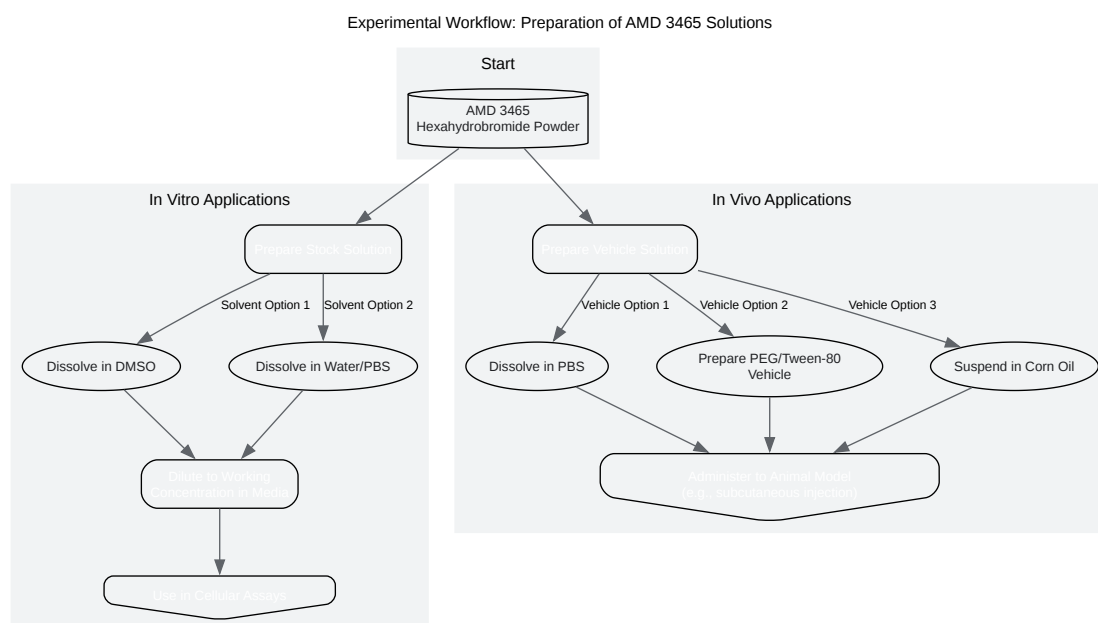 Experimental Workflow: Preparation of AMD 3465 Solutions
Start
AMD 3465
Hexahydrobromide Powder
In Vitro Applications
In Vivo Applications
Prepare Stock Solution
Prepare Vehicle Solution
Solvent Option 1
Solvent Option 2
Vehicle Option 1
Vehicle Option 2
Vehicle Option 3
Dissolve in DMSO
Dissolve in Water/PBS
Dissolve in PBS
Prepare PEG/Tween-80
Vehicle
Suspend in Corn Oil
Dilute to Working
Concentration in Media
Administer to Animal Model
(e.g., subcutaneous injection)
Use in Cellular Assays